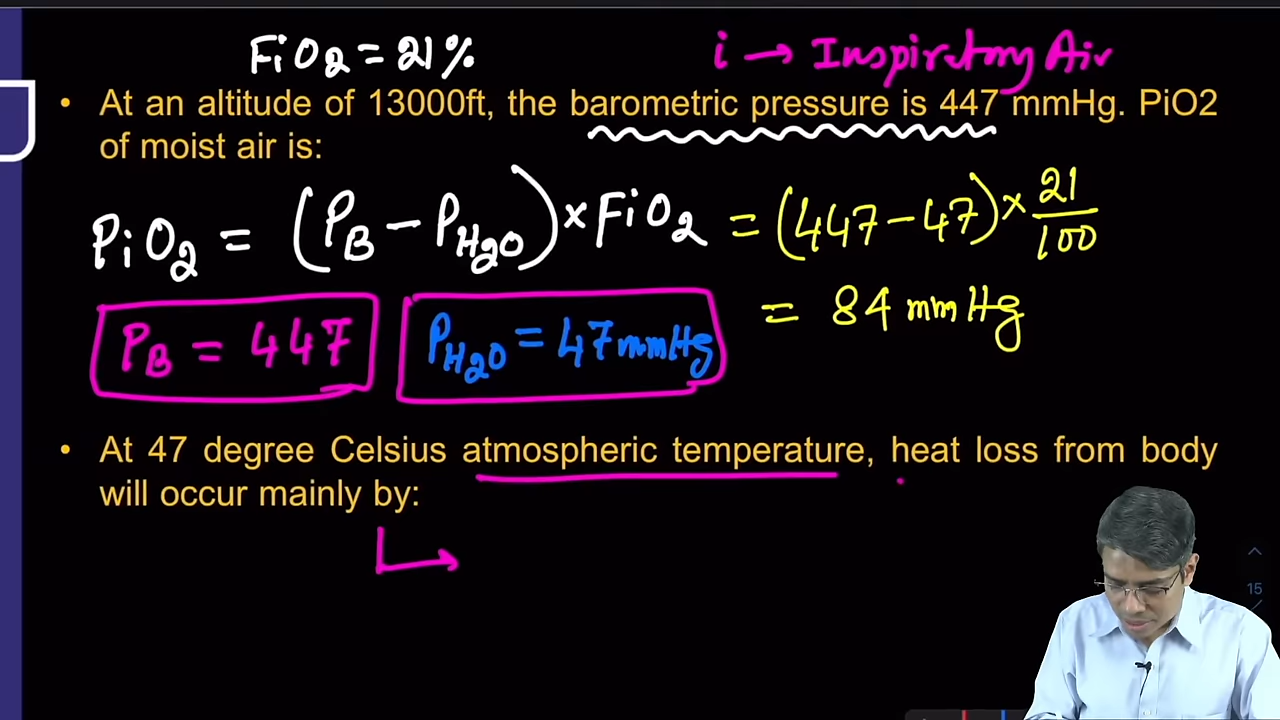 FiO2 = 21%
i → Inspiratory Air
• At an altitude of 13000ft, the barometric pressure is 447 mmHg. PiO2
of moist air is:
PiO2 = (PB - PH2O) × FiO2 = (447 - 47) × 21/100
= 84 mmHg
PB = 447
PH2O = 47mmHg
• At 47 degree Celsius atmospheric temperature, heat loss from body
will occur mainly by:
15